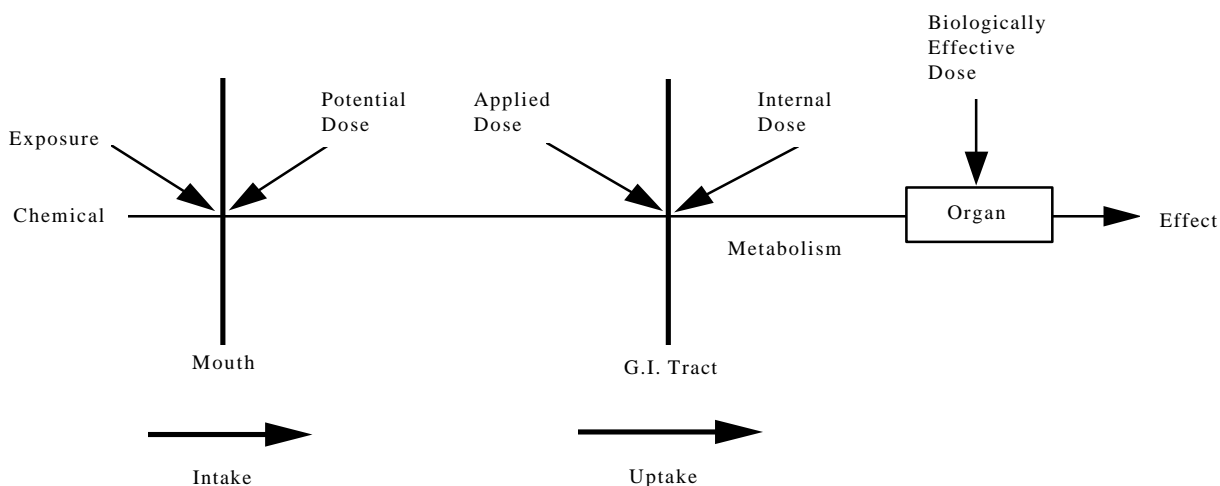 Biologically
Effective
Dose
Potential
Dose
Applied
Dose
Internal
Dose
Exposure
Chemical
Organ
Effect
Metabolism
Mouth
G.I. Tract
Intake
Uptake